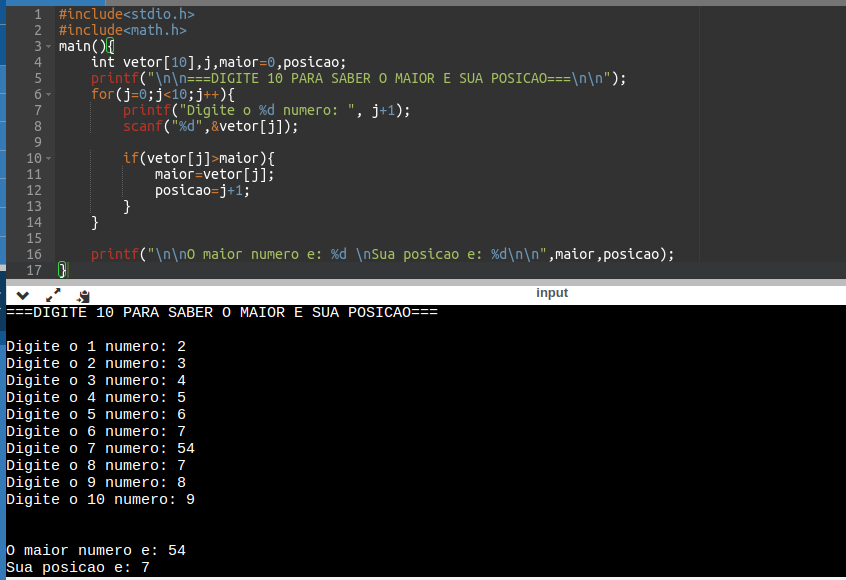 1 #include<stdio.h>
2 #include<math.h>
3 main(){
4     int vetor[10],j,maior=0,posicao;
5     printf("\n\n===DIGITE 10 PARA SABER O MAIOR E SUA POSICAO===\n\n");
6     for(j=0;j<10;j++){
7         printf("Digite o %d numero: ", j+1);
8         scanf("%d",&vetor[j]);
9
10         if(vetor[j]>maior){
11             maior=vetor[j];
12             posicao=j+1;
13         }
14     }
15
16     printf("\n\nO maior numero e: %d \nSua posicao e: %d\n\n",maior,posicao);
17 }
input
===DIGITE 10 PARA SABER O MAIOR E SUA POSICAO===
Digite o 1 numero: 2
Digite o 2 numero: 3
Digite o 3 numero: 4
Digite o 4 numero: 5
Digite o 5 numero: 6
Digite o 6 numero: 7
Digite o 7 numero: 54
Digite o 8 numero: 7
Digite o 9 numero: 8
Digite o 10 numero: 9
O maior numero e: 54
Sua posicao e: 7